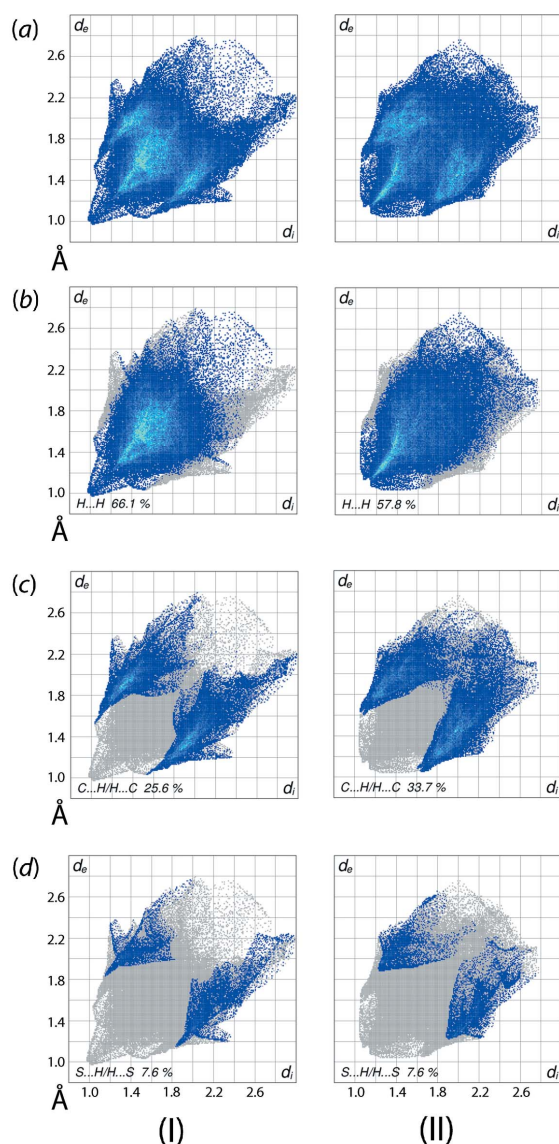 (a)
de
de
2.6
2.2
1.8
1.4
1.0
di
di
Å
(b)
de
de
2.6
2.2
1.8
1.4
1.0
H...H 66.1 %
di
H...H 57.8 %
di
Å
(c)
de
de
2.6
2.2
1.8
1.4
1.0
C...H/H...C 25.6 %
di
C...H/H...C 33.7 %
di
Å
(d)
de
de
2.6
2.2
1.8
1.4
1.0
S...H/H...S 7.6 %
di
S...H/H...S 7.6 %
di
1.0 1.4 1.8 2.2 2.6
1.0 1.4 1.8 2.2 2.6
Å
(I)
(II)